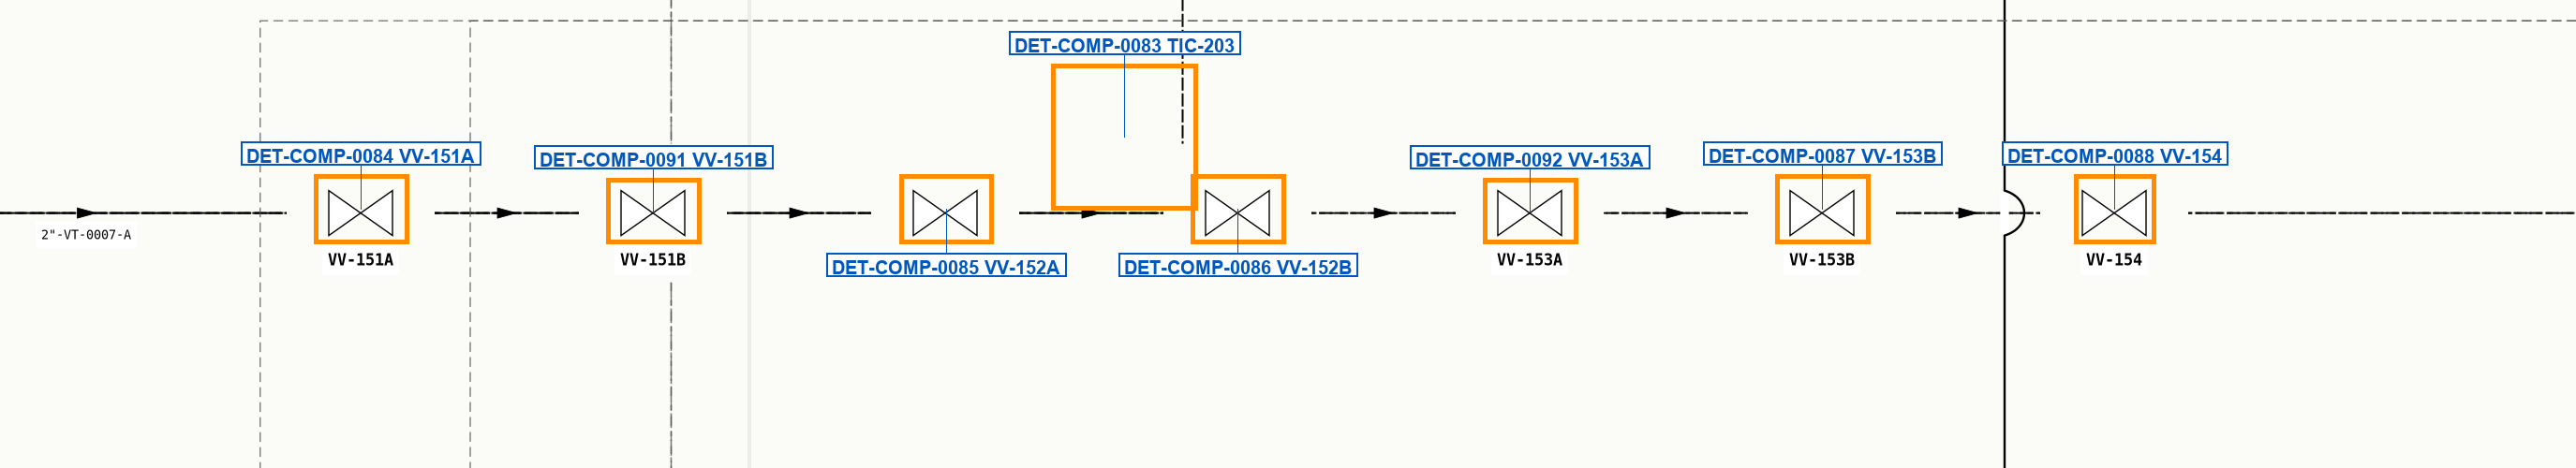 DET-COMP-0083 TIC-203
DET-COMP-0084 VV-151A
DET-COMP-0091 VV-151B
DET-COMP-0092 VV-153A
DET-COMP-0087 VV-153B
DET-COMP-0088 VV-154
2"-VT-0007-A
VV-151A
VV-151B
DET-COMP-0085 VV-152A
DET-COMP-0086 VV-152B
VV-153A
VV-153B
VV-154